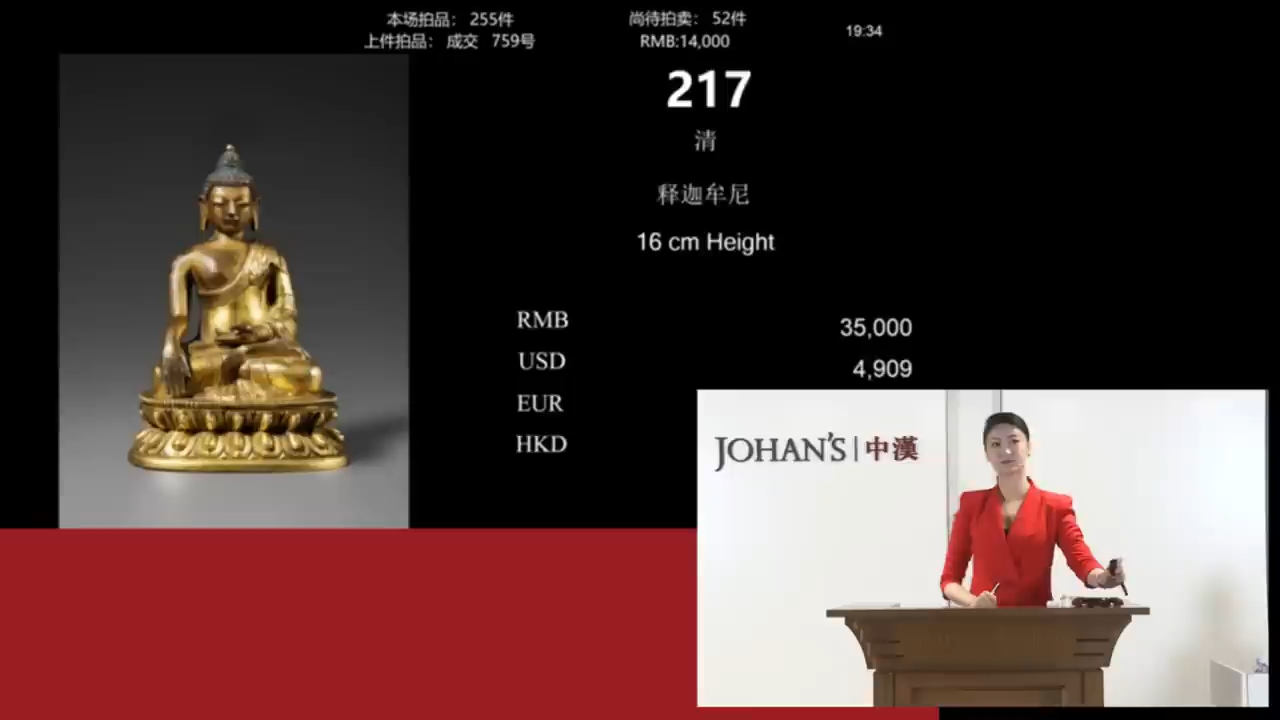 本场拍品： 255件
尚待拍卖： 52件
上件拍品： 成交 759号
RMB:14,000
19:34
217
清
释迦牟尼
16 cm Height
RMB 35,000
USD 4,909
EUR
HKD
JOHAN'S | 中漢